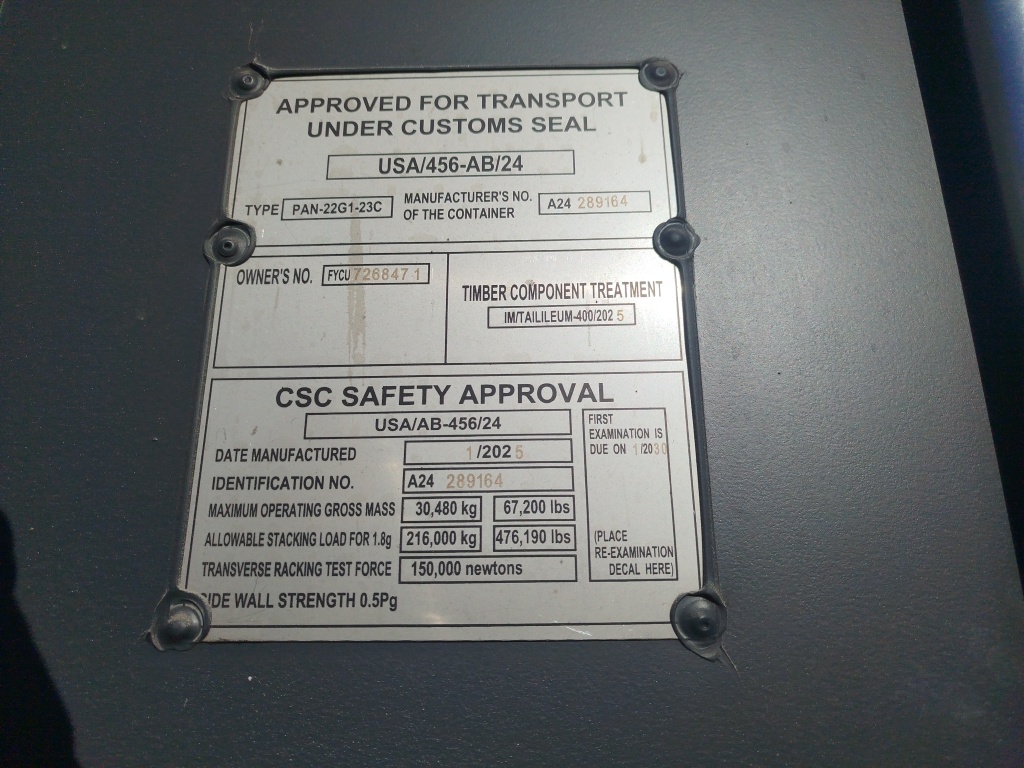 APPROVED FOR TRANSPORT
UNDER CUSTOMS SEAL
USA/456-AB/24
TYPE PAN-22G1-23C MANUFACTURER'S NO. OF THE CONTAINER A24 289164
OWNER'S NO. FYCU 726847 1
TIMBER COMPONENT TREATMENT
IM/TAILILEUM-400/2025
CSC SAFETY APPROVAL
USA/AB-456/24
DATE MANUFACTURED 1/2025
IDENTIFICATION NO. A24 289164
MAXIMUM OPERATING GROSS MASS 30,480 kg 67,200 lbs
ALLOWABLE STACKING LOAD FOR 1.8g 216,000 kg 476,190 lbs
TRANSVERSE RACKING TEST FORCE 150,000 newtons
SIDE WALL STRENGTH 0.5Pg
FIRST
EXAMINATION IS
DUE ON 1/2030
(PLACE
RE-EXAMINATION
DECAL HERE)